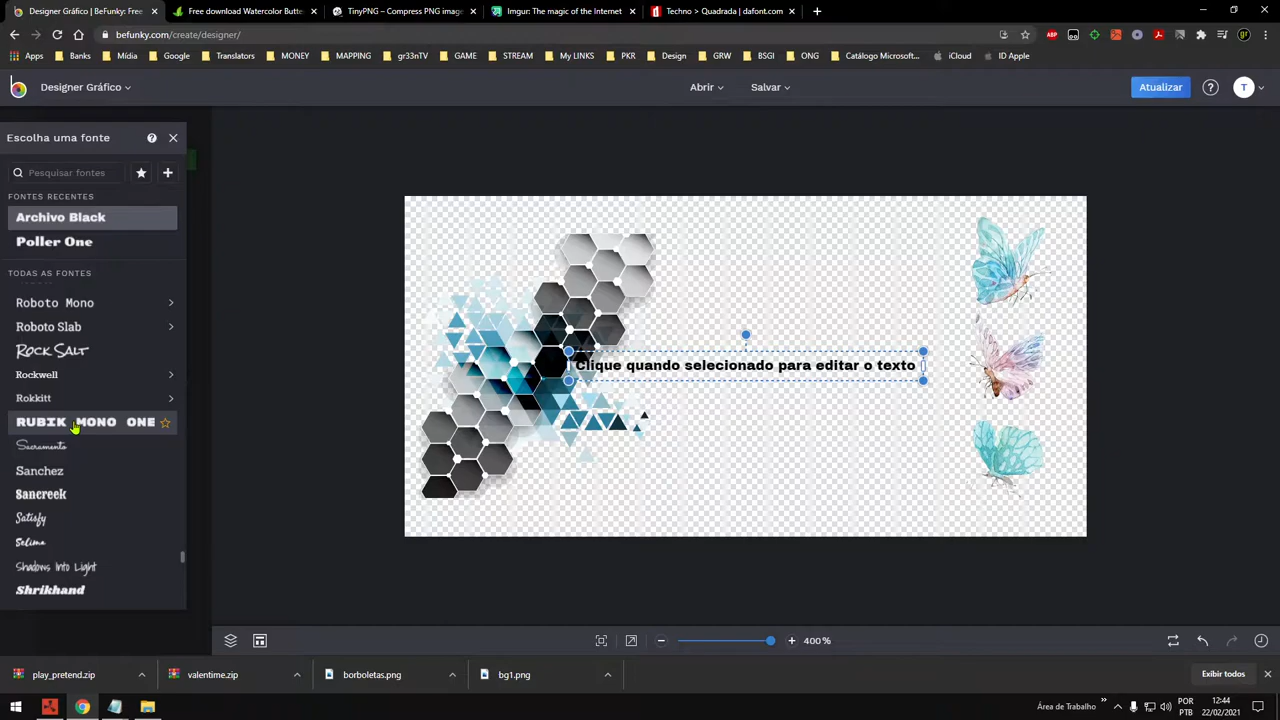 Designer Gráfico | BeFunky: Free
Free download Watercolor Butte
TinyPNG – Compress PNG image
Imgur: The magic of the Internet
Techno > Quadrada | dafont.com
befunky.com/create/designer/
Apps
Banks
Mídia
Google
Translators
MONEY
MAPPING
gr33nTV
GAME
STREAM
My LINKS
PKR
Design
GRW
BSGI
ONG
Catálogo Microsoft...
iCloud
ID Apple
Designer Gráfico
Abrir
Salvar
Atualizar
T
Escolha uma fonte
Pesquisar fontes
FONTES RECENTES
Archivo Black
Poller One
TODAS AS FONTES
Roboto Mono
Roboto Slab
ROCK SALT
Rockwell
Rokkitt
RUBIK MONO ONE
Sacramento
Sanchez
Sancreek
Satisfy
Selima
Shadows Into Light
Shrikhand
Clique quando selecionado para editar o texto
400%
play_pretend.zip
valentime.zip
borboletas.png
bg1.png
Exibir todos
Área de Trabalho
POR
PTB
12:44
22/02/2021